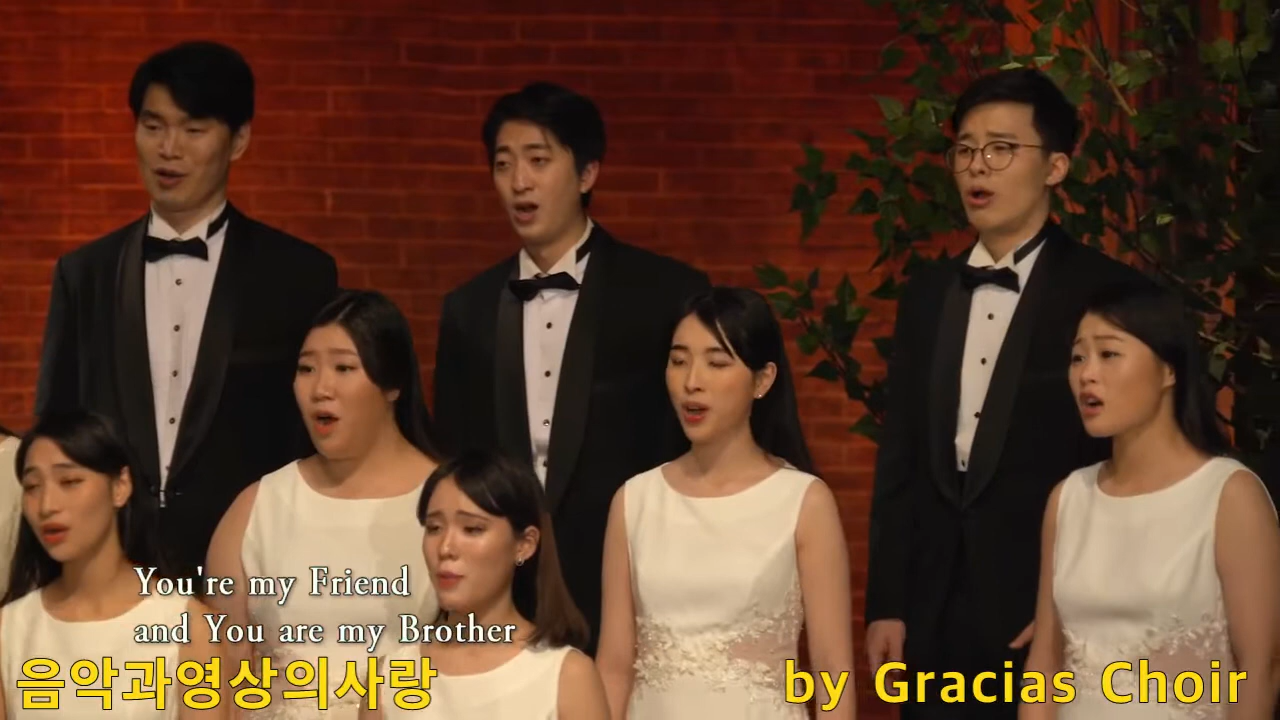 You're my Friend
and You are my Brother
음악과영상의사랑
by Gracias Choir